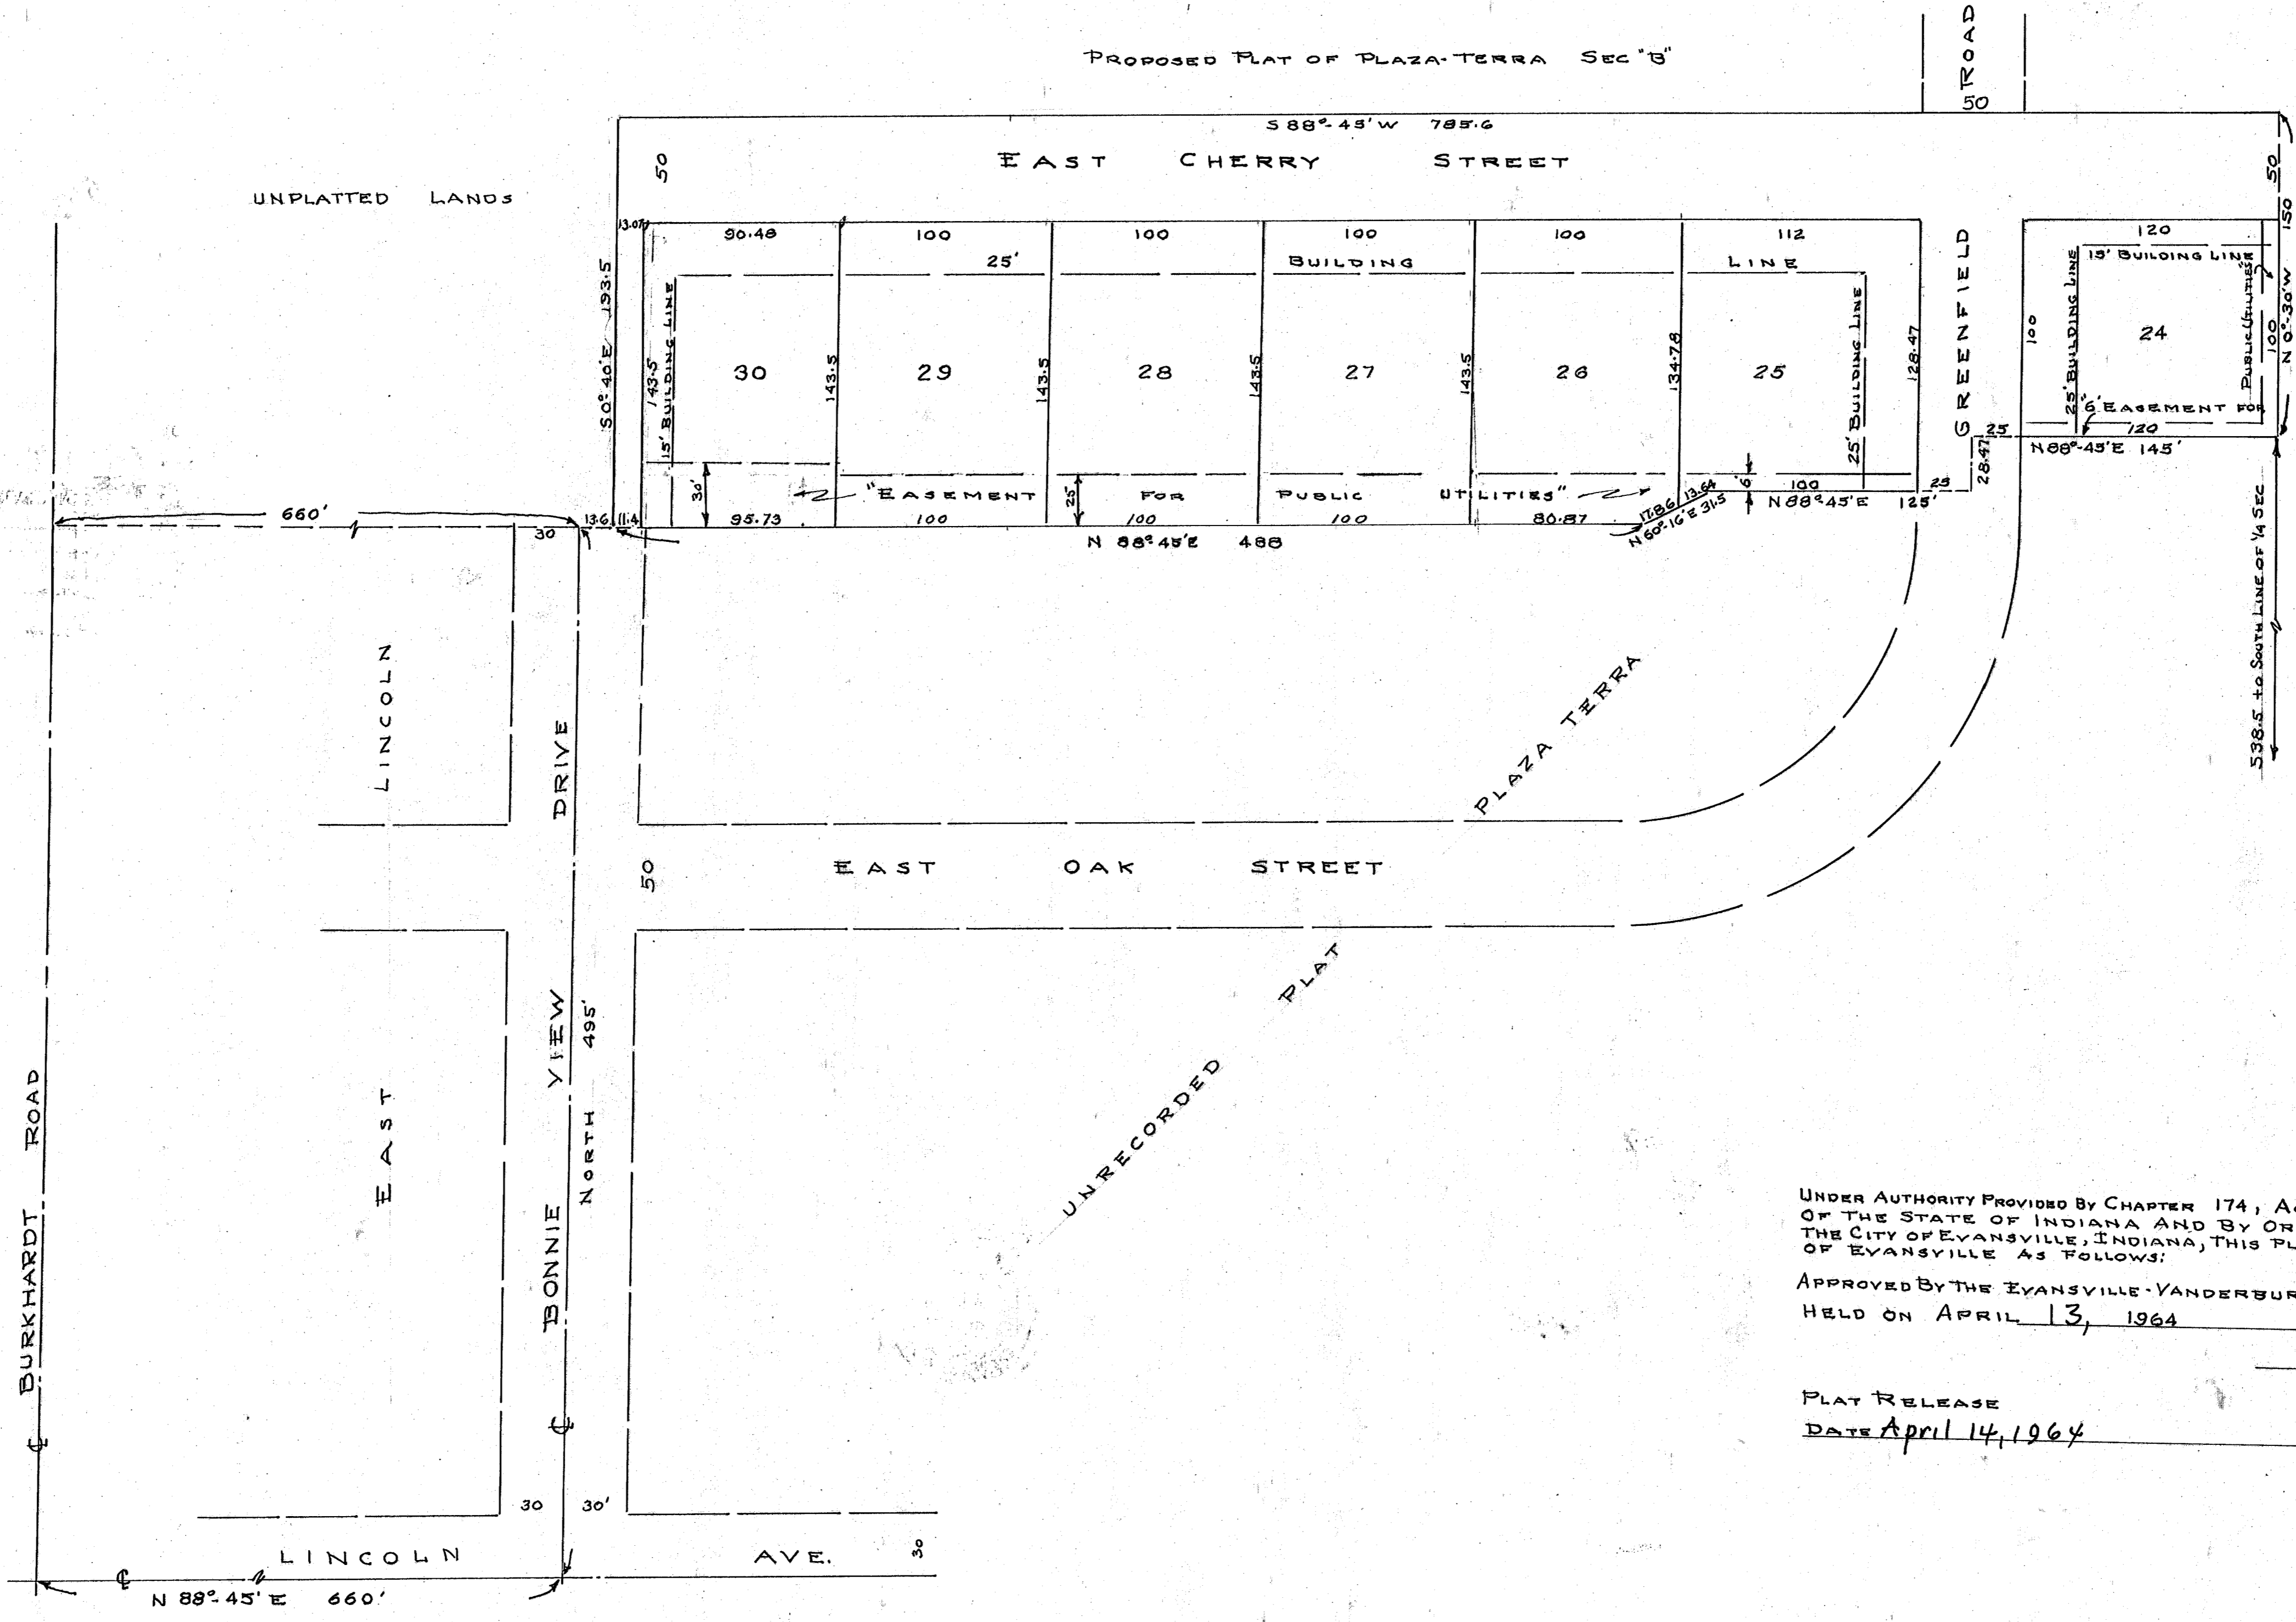 PROPOSED PLAT OF PLAZA-TERRA SEC "B"
ROAD
50
S 88°-45' W 785.6
50
EAST CHERRY STREET
50
UNPLATTED LANDS
150
N 0°-30' W
13.07
90.48
100
100
100
100
112
120
25' BUILDING LINE
15' BUILDING LINE
S 0°-40' E 193.5
143.5
15' BUILDING LINE
30
143.5
29
143.5
28
143.5
27
143.5
26
134.78
25
25' BUILDING LINE
128.47
GREENFIELD
100
25' BUILDING LINE
24
PUBLIC UTILITIES"
100
"6' EASEMENT FOR
25
120
N 88°-45' E 145'
28.47
30'
"EASEMENT FOR PUBLIC UTILITIES"
25'
6'
100
25
N 88°45' E 125'
17.86
13.64
N 60°-16' E 31.5
660'
30
13.6
11.4
95.73
100
100
100
80.87
N 88°45' E 488
538.5 to South Line of 1/4 SEC
LINCOLN
DRIVE
PLAZA TERRA
50
EAST OAK STREET
VIEW
NORTH 495'
PLAT
UNRECORDED
EAST
BONNIE
BURKHARDT ROAD
UNDER AUTHORITY PROVIDED BY CHAPTER 174,
OF THE STATE OF INDIANA AND BY OR
THE CITY OF EVANSVILLE, INDIANA, THIS PL
OF EVANSVILLE AS FOLLOWS:
APPROVED BY THE EVANSVILLE-VANDERBUR
HELD ON APRIL 13, 1964
PLAT RELEASE
DATE April 14, 1964
30
30'
LINCOLN AVE.
30
N 88°-45' E 660'